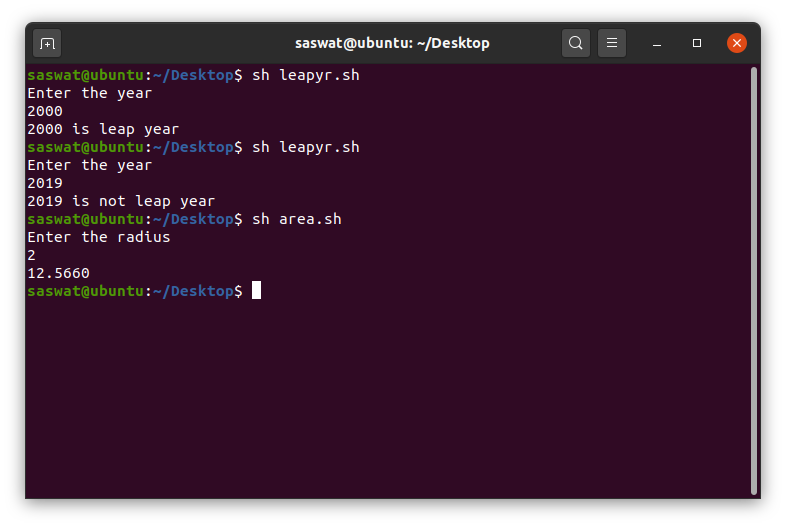 saswat@ubuntu: ~/Desktop
saswat@ubuntu:~/Desktop$ sh leapyr.sh
Enter the year
2000
2000 is leap year
saswat@ubuntu:~/Desktop$ sh leapyr.sh
Enter the year
2019
2019 is not leap year
saswat@ubuntu:~/Desktop$ sh area.sh
Enter the radius
2
12.5660
saswat@ubuntu:~/Desktop$